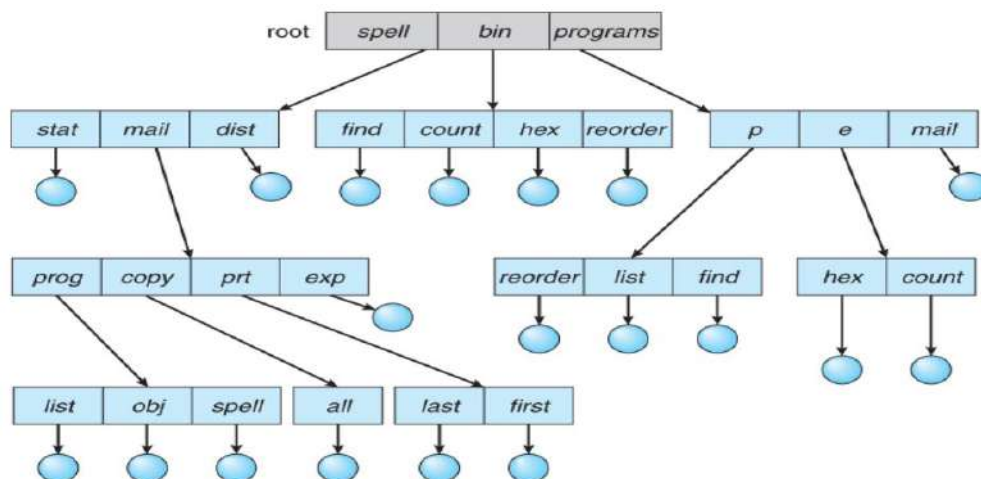 root spell bin programs
stat mail dist find count hex reorder p e mail
prog copy prt exp reorder list find hex count
list obj spell all last first